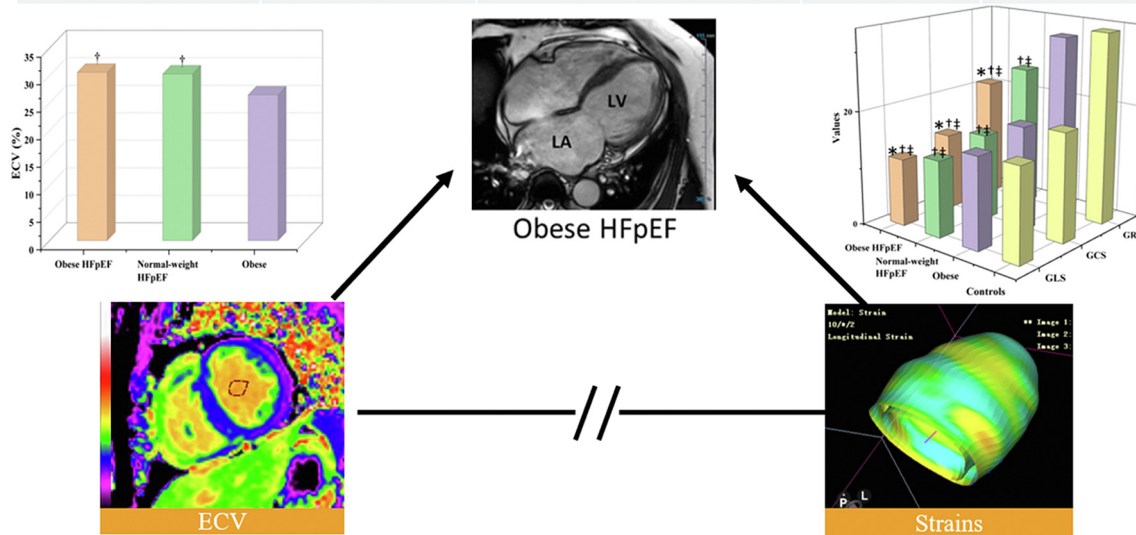 35
30
25
20
15
10
5
0
ECV (%)
†
†
Obese HFpEF
Normal-weight
HFpEF
Obese
LV
LA
Obese HFpEF
Values
20
0
*†‡
†‡
*†‡
†‡
*†‡
†‡
Obese HFpEF
Normal-weight
HFpEF
Obese
Controls
GLS
GCS
GR
ECV
Model: Strain
10/*/2
Longitudinal Strain
** Image 1:
Image 2:
Image 3:
P
L
Strains